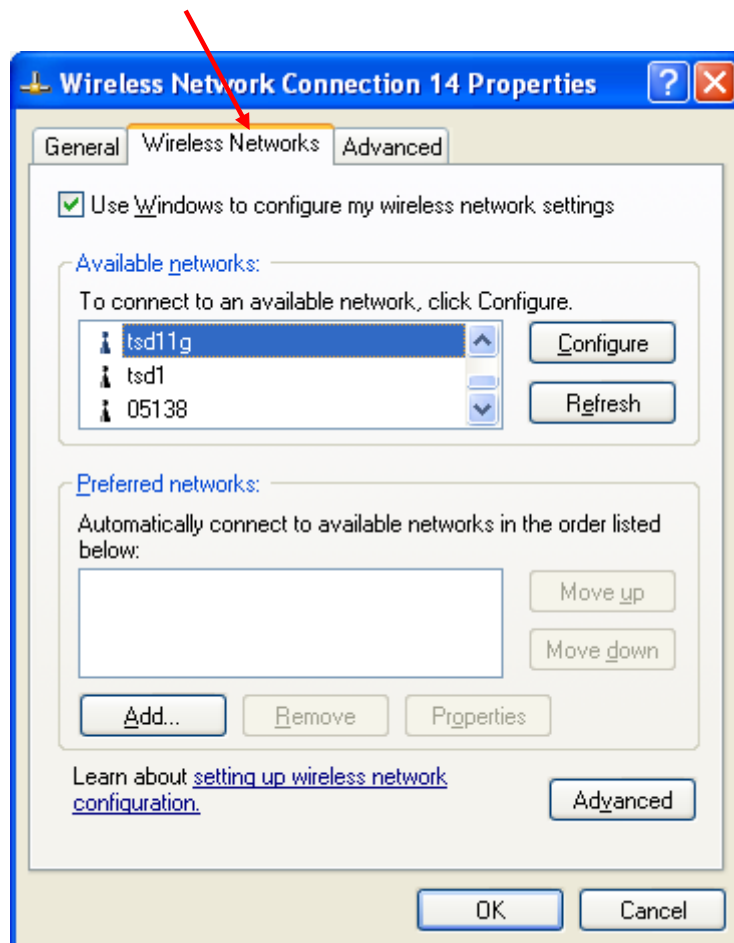 Wireless Network Connection 14 Properties
General Wireless Networks Advanced
Use Windows to configure my wireless network settings
Available networks:
To connect to an available network, click Configure.
tsd11g
Configure
tsd1
05138
Refresh
Preferred networks:
Automatically connect to available networks in the order listed
below:
Move up
Move down
Add... Remove Properties
Learn about setting up wireless network
configuration.
Advanced
OK Cancel